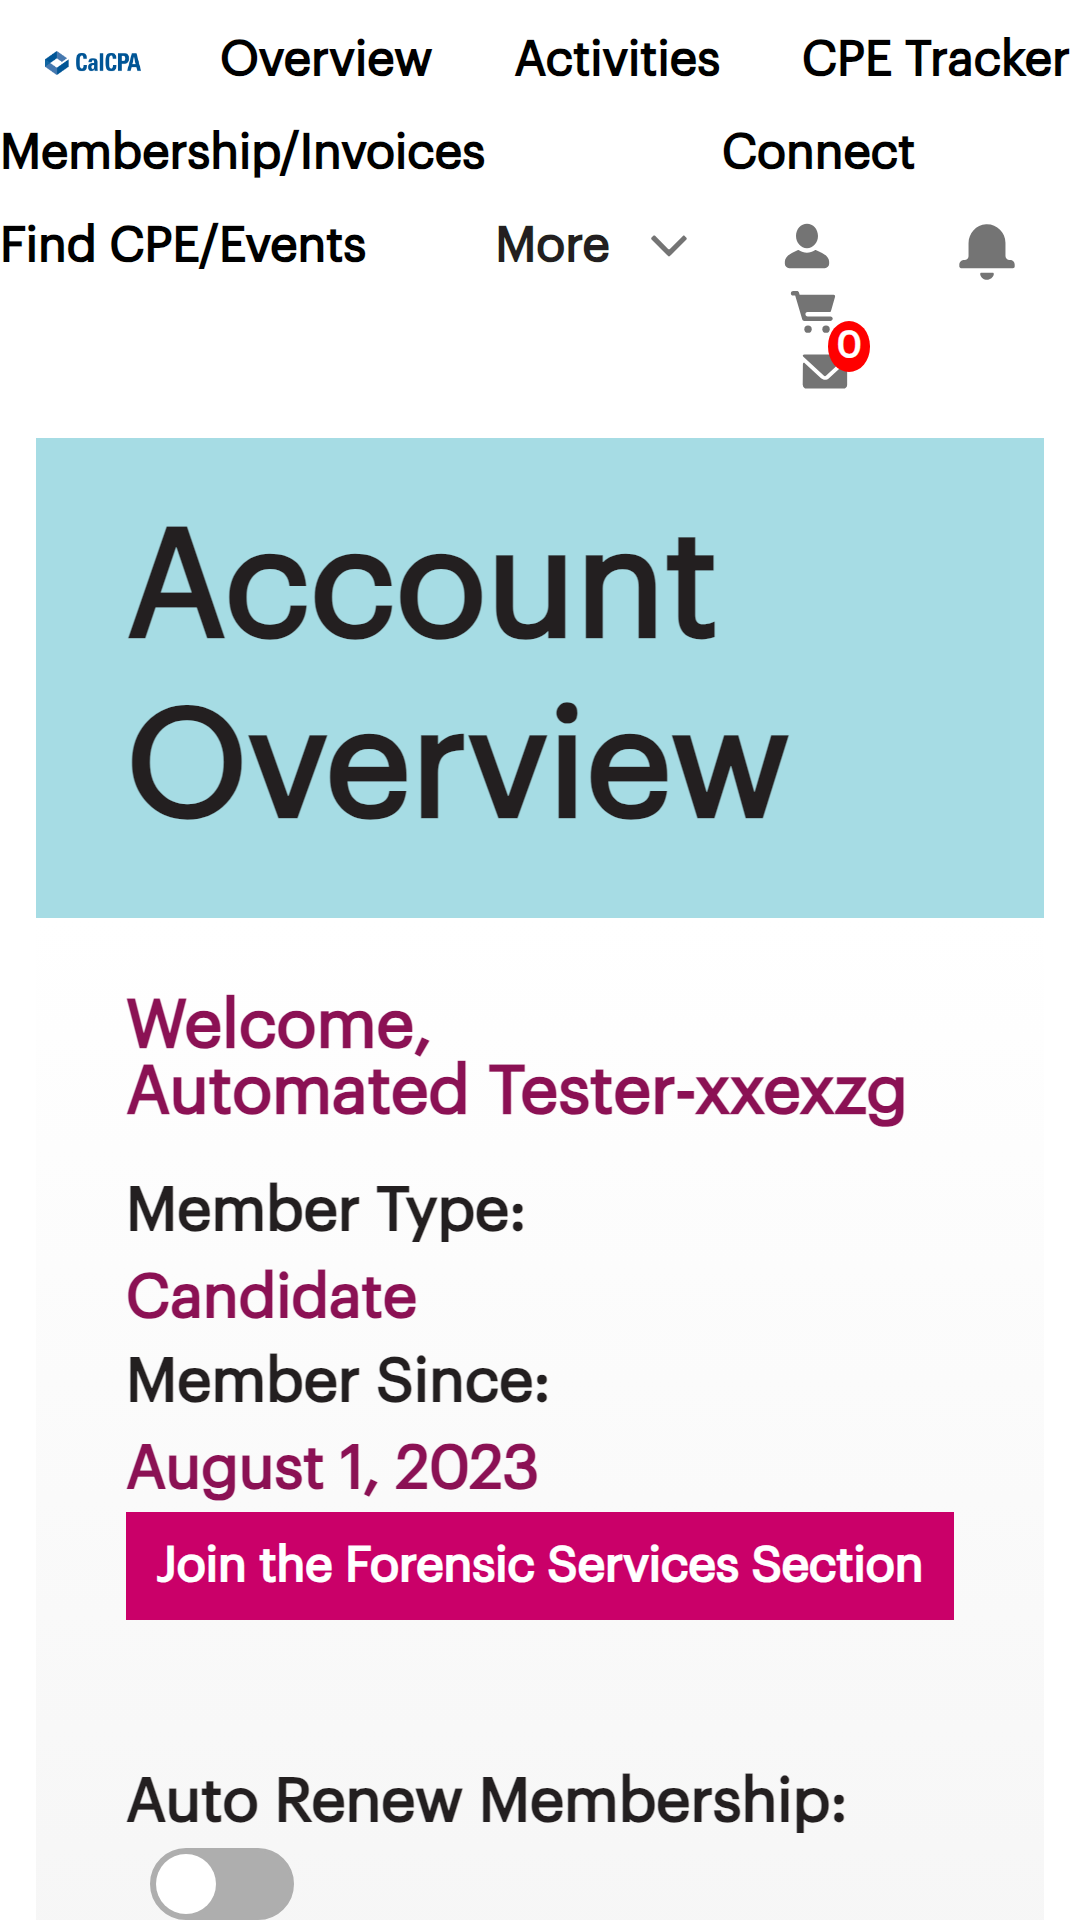 CalCPA Overview Activities CPE Tracker
Membership/Invoices Connect
Find CPE/Events More
0
Account
Overview
Welcome,
Automated Tester-xxexzg
Member Type:
Candidate
Member Since:
August 1, 2023
Join the Forensic Services Section
Auto Renew Membership: